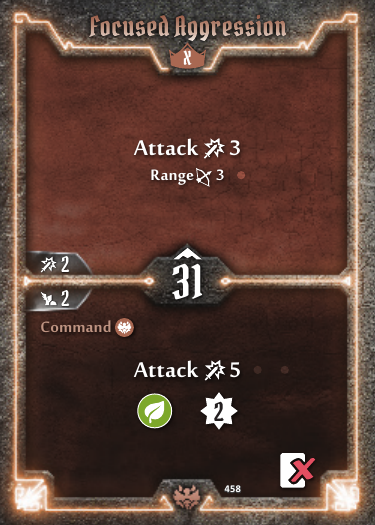 Focused Aggression
X
Attack 3
Range 3
2
31
2
Command
Attack 5
2
458